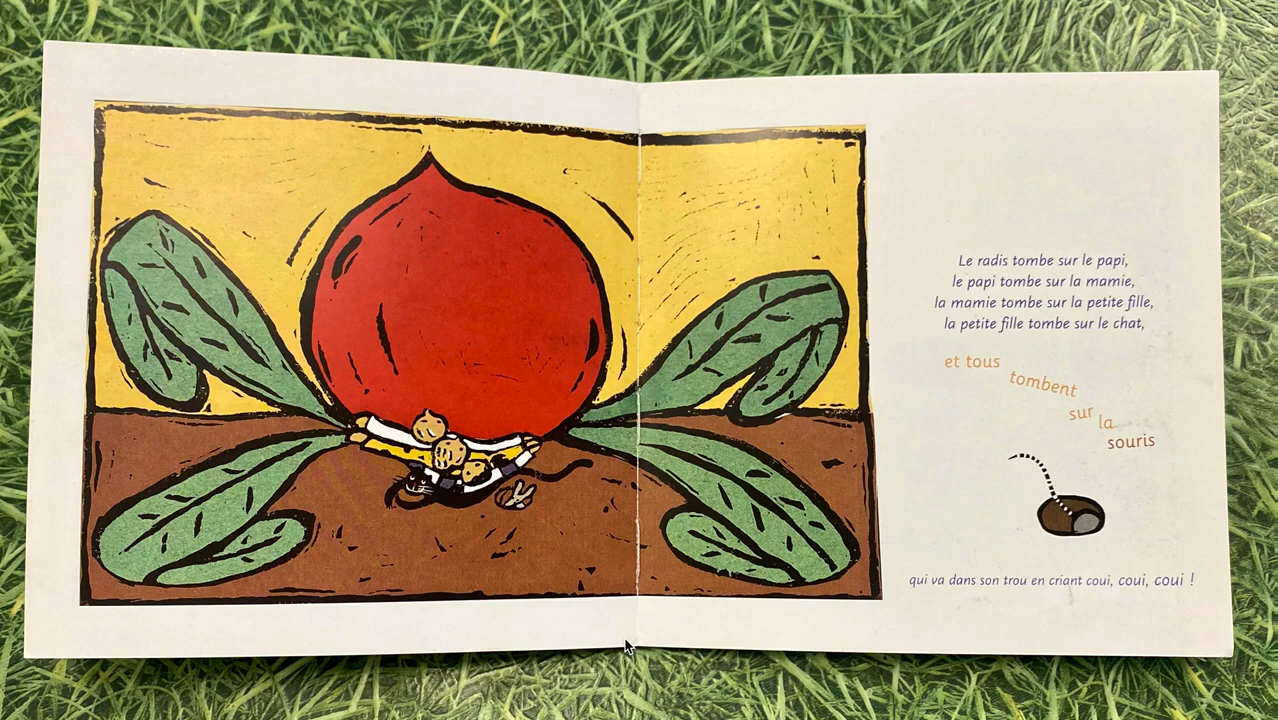 Le radis tombe sur le papi,
le papi tombe sur la mamie,
la mamie tombe sur la petite fille,
la petite fille tombe sur le chat,
et tous
tombent
sur la
souris
qui va dans son trou en criant coui, coui, coui !